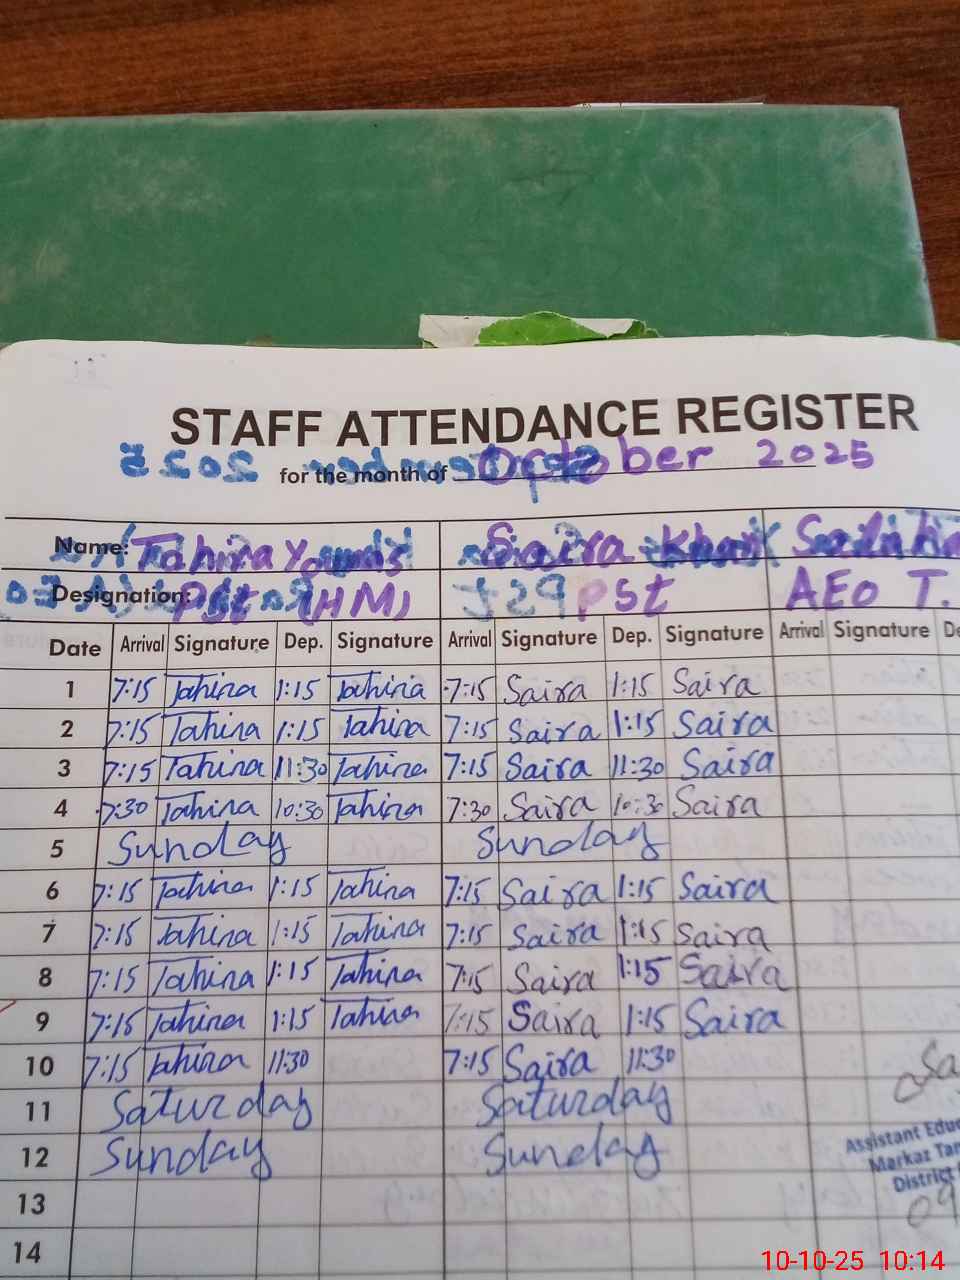 STAFF ATTENDANCE REGISTER
for the month of October 2025
Name: Tahira Younis Saira Khan
Designation: PSt (HM) PSt AEO T.
Date Arrival Signature Dep. Signature Arrival Signature Dep. Signature Arrival Signature De
1 7:15 Tahira 1:15 Tahira 7:15 Saira 1:15 Saira
2 7:15 Tahira 1:15 Tahira 7:15 Saira 1:15 Saira
3 7:15 Tahira 11:30 Tahira 7:15 Saira 11:30 Saira
4 7:30 Tahira 10:30 Tahira 7:30 Saira 10:30 Saira
5 Sunday Sunday
6 7:15 Tahira 1:15 Tahira 7:15 Saira 1:15 Saira
7 7:15 Tahira 1:15 Tahira 7:15 Saira 1:15 Saira
8 7:15 Tahira 1:15 Tahira 7:15 Saira 1:15 Saira
9 7:15 Tahira 1:15 Tahira 7:15 Saira 1:15 Saira
10 7:15 Tahira 11:30 7:15 Saira 11:30
11 Saturday Saturday
12 Sunday Sunday
Assistant Educ
Markaz Tan
District
13
09
14
10-10-25 10:14